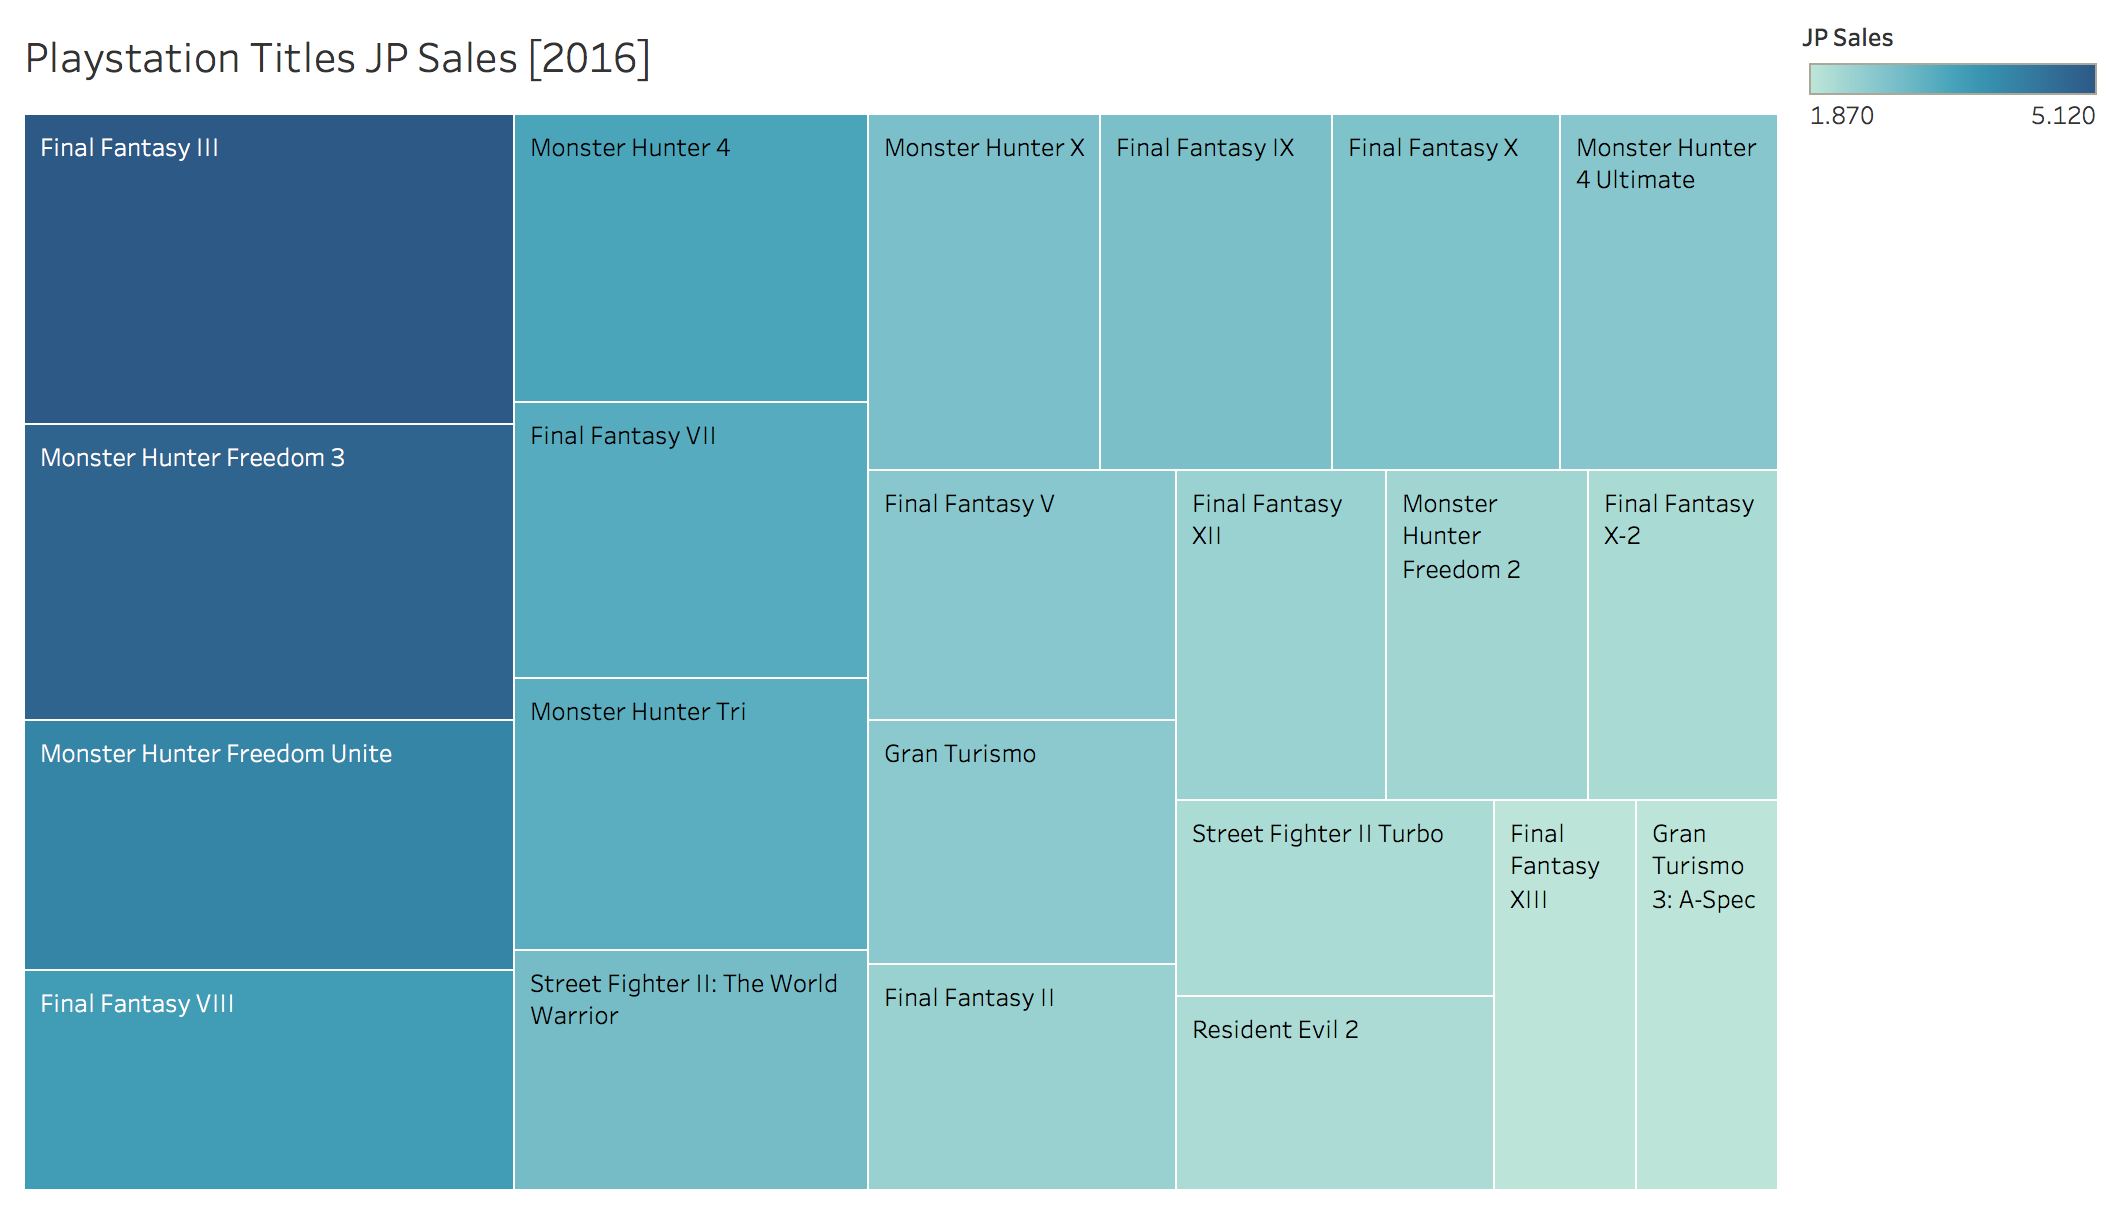 Playstation Titles JP Sales [2016]
JP Sales
1.870 5.120
Final Fantasy III
Monster Hunter Freedom 3
Monster Hunter Freedom Unite
Final Fantasy VIII
Monster Hunter 4
Final Fantasy VII
Monster Hunter Tri
Street Fighter II: The World
Warrior
Monster Hunter X
Final Fantasy IX
Final Fantasy X
Monster Hunter
4 Ultimate
Final Fantasy V
Gran Turismo
Final Fantasy II
Final Fantasy
XII
Monster
Hunter
Freedom 2
Final Fantasy
X-2
Street Fighter II Turbo
Resident Evil 2
Final
Fantasy
XIII
Gran
Turismo
3: A-Spec